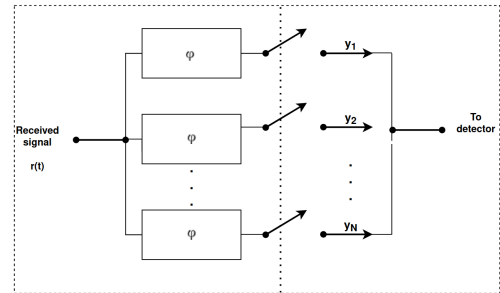 φ
y1
φ
y2
Received
signal
r(t)
To
detector
φ
yN